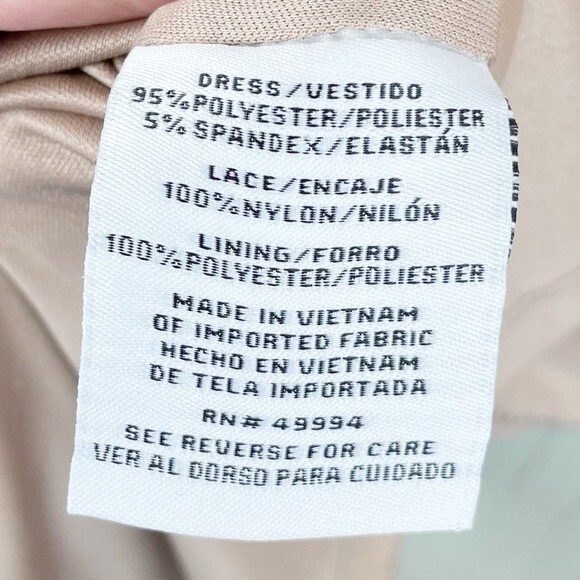 DRESS/VESTIDO
95%POLYESTER/POLIESTER
5%SPANDEX/ELASTÁN
LACE/ENCAJE
100%NYLON/NILÓN
LINING/FORRO
100%POLYESTER/POLIESTER
MADE IN VIETNAM
OF IMPORTED FABRIC
HECHO EN VIETNAM
DE TELA IMPORTADA
RN# 49994
SEE REVERSE FOR CARE
VER AL DORSO PARA CUIDADO